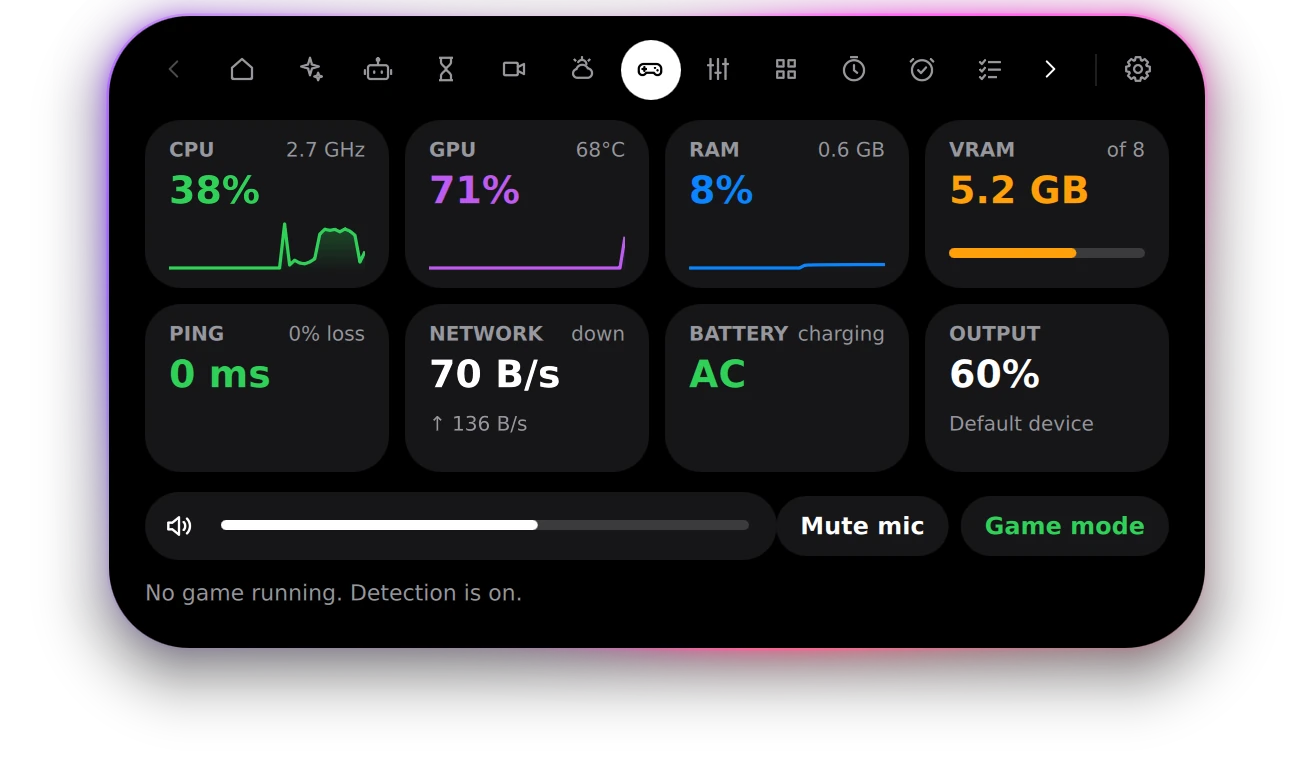 CPU 2.7 GHz
38%
GPU 68°C
71%
RAM 0.6 GB
8%
VRAM of 8
5.2 GB
PING 0% loss
0 ms
NETWORK down
70 B/s
↑ 136 B/s
BATTERY charging
AC
OUTPUT
60%
Default device
Mute mic
Game mode
No game running. Detection is on.